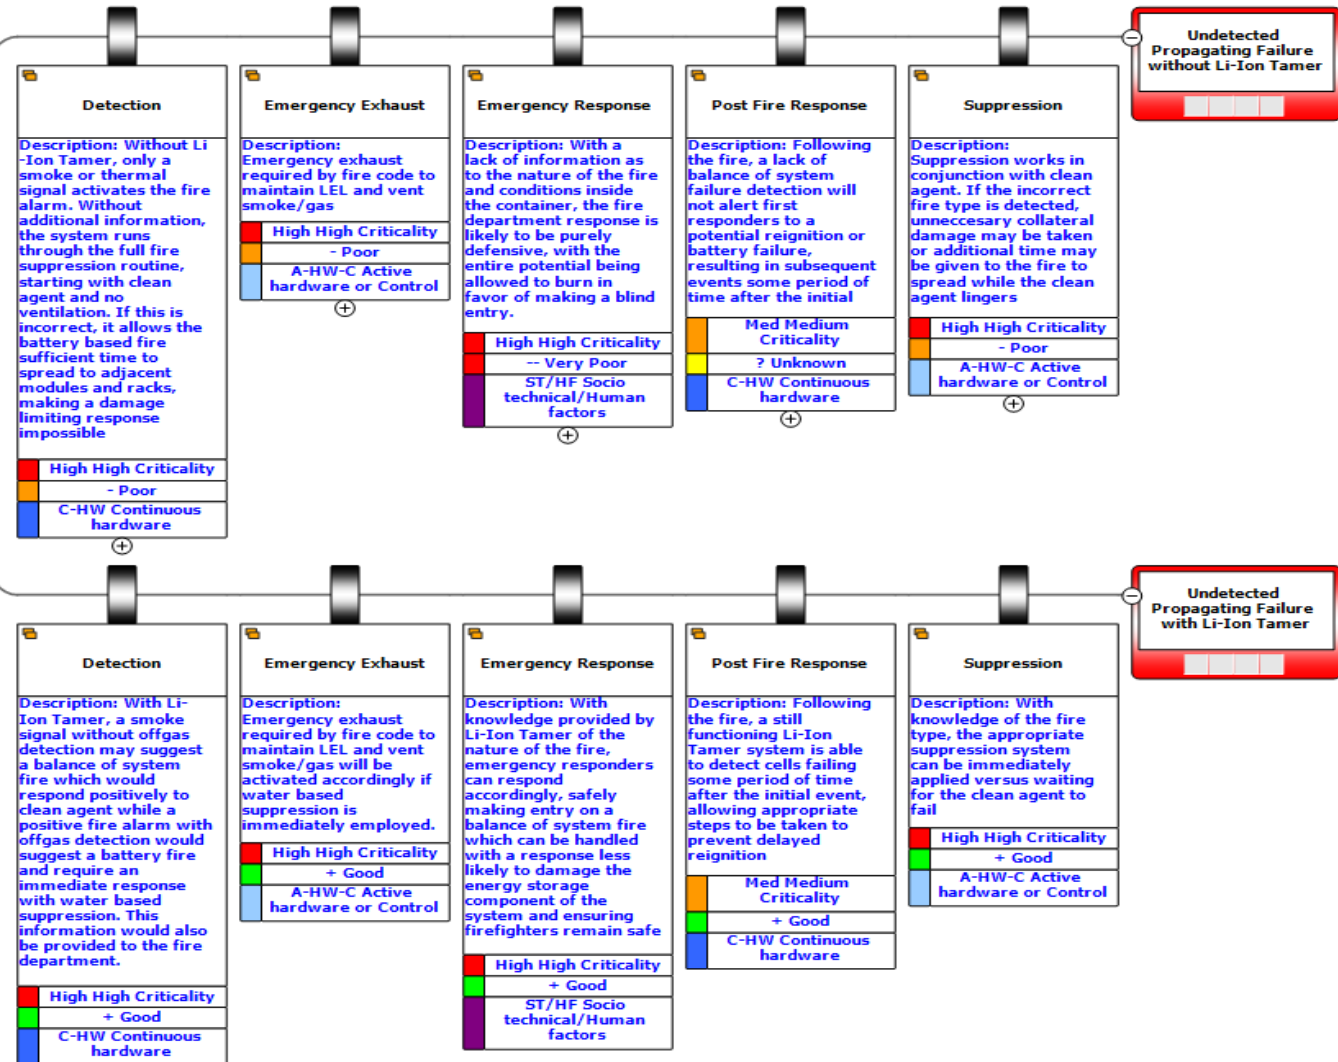 Undetected
Propagating Failure
without Li-Ion Tamer
Detection
Description: Without Li
-Ion Tamer, only a
smoke or thermal
signal activates the fire
alarm. Without
additional information,
the system runs
through the full fire
suppression routine,
starting with clean
agent and no
ventilation. If this is
incorrect, it allows the
battery based fire
sufficient time to
spread to adjacent
modules and racks,
making a damage
limiting response
impossible
High High Criticality
- Poor
C-HW Continuous
hardware
Emergency Exhaust
Description:
Emergency exhaust
required by fire code to
maintain LEL and vent
smoke/gas
High High Criticality
- Poor
A-HW-C Active
hardware or Control
Emergency Response
Description: With a
lack of information as
to the nature of the fire
and conditions inside
the container, the fire
department response is
likely to be purely
defensive, with the
entire potential being
allowed to burn in
favor of making a blind
entry.
High High Criticality
-- Very Poor
ST/HF Socio
technical/Human
factors
Post Fire Response
Description: Following
the fire, a lack of
balance of system
failure detection will
not alert first
responders to a
potential reignition or
battery failure,
resulting in subsequent
events some period of
time after the initial
Med Medium
Criticality
? Unknown
C-HW Continuous
hardware
Suppression
Description:
Suppression works in
conjunction with clean
agent. If the incorrect
fire type is detected,
unneccesary collateral
damage may be taken
or additional time may
be given to the fire to
spread while the clean
agent lingers
High High Criticality
- Poor
A-HW-C Active
hardware or Control
Undetected
Propagating Failure
with Li-Ion Tamer
Detection
Description: With Li-
Ion Tamer, a smoke
signal without offgas
detection may suggest
a balance of system
fire which would
respond positively to
clean agent while a
positive fire alarm with
offgas detection would
suggest a battery fire
and require an
immediate response
with water based
suppression. This
information would also
be provided to the fire
department.
High High Criticality
+ Good
C-HW Continuous
hardware
Emergency Exhaust
Description:
Emergency exhaust
required by fire code to
maintain LEL and vent
smoke/gas will be
activated accordingly if
water based
suppression is
immediately employed.
High High Criticality
+ Good
A-HW-C Active
hardware or Control
Emergency Response
Description: With
knowledge provided by
Li-Ion Tamer of the
nature of the fire,
emergency responders
can respond
accordingly, safely
making entry on a
balance of system fire
which can be handled
with a response less
likely to damage the
energy storage
component of the
system and ensuring
firefighters remain safe
High High Criticality
+ Good
ST/HF Socio
technical/Human
factors
Post Fire Response
Description: Following
the fire, a still
functioning Li-Ion
Tamer system is able
to detect cells failing
some period of time
after the initial event,
allowing appropriate
steps to be taken to
prevent delayed
reignition
Med Medium
Criticality
+ Good
C-HW Continuous
hardware
Suppression
Description: With
knowledge of the fire
type, the appropriate
suppression system
can be immediately
applied versus waiting
for the clean agent to
fail
High High Criticality
+ Good
A-HW-C Active
hardware or Control